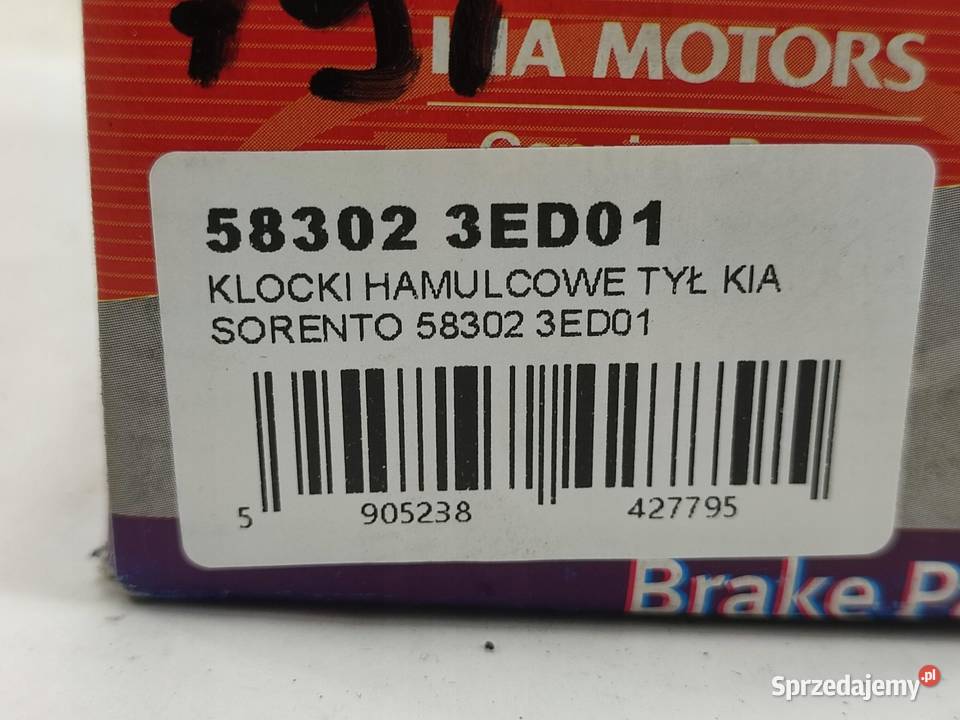 KIA MOTORS
58302 3ED01
KLOCKI HAMULCOWE TYŁ KIA
SORENTO 58302 3ED01
5 905238 427795
Brake
Sprzedajemy.pl